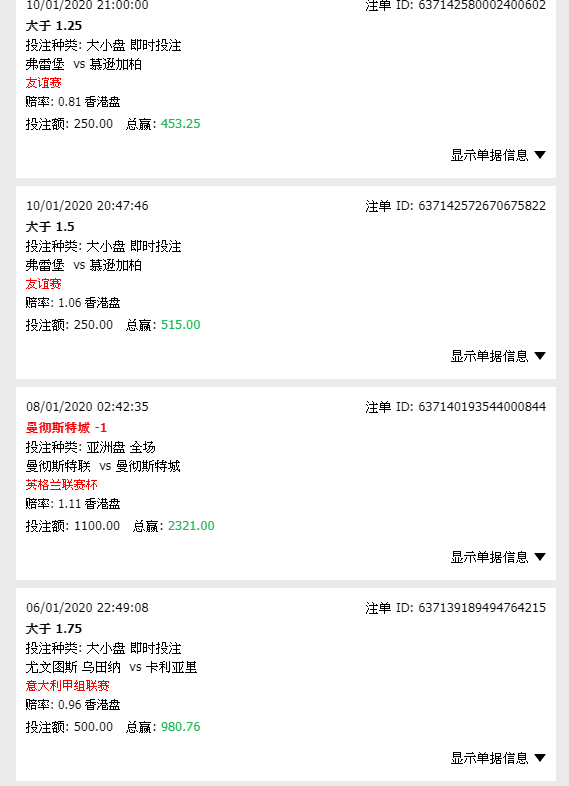 10/01/2020 21:00:00 注单 ID: 637142580002400602
大于 1.25
投注种类: 大小盘 即时投注
弗雷堡 vs 慕逊加柏
友谊赛
赔率: 0.81 香港盘
投注额: 250.00 总赢: 453.25
显示单据信息 ▼
10/01/2020 20:47:46 注单 ID: 637142572670675822
大于 1.5
投注种类: 大小盘 即时投注
弗雷堡 vs 慕逊加柏
友谊赛
赔率: 1.06 香港盘
投注额: 250.00 总赢: 515.00
显示单据信息 ▼
08/01/2020 02:42:35 注单 ID: 637140193544000844
曼彻斯特城 -1
投注种类: 亚洲盘 全场
曼彻斯特联 vs 曼彻斯特城
英格兰联赛杯
赔率: 1.11 香港盘
投注额: 1100.00 总赢: 2321.00
显示单据信息 ▼
06/01/2020 22:49:08 注单 ID: 637139189494764215
大于 1.75
投注种类: 大小盘 即时投注
尤文图斯 乌田纳 vs 卡利亚里
意大利甲组联赛
赔率: 0.96 香港盘
投注额: 500.00 总赢: 980.76
显示单据信息 ▼